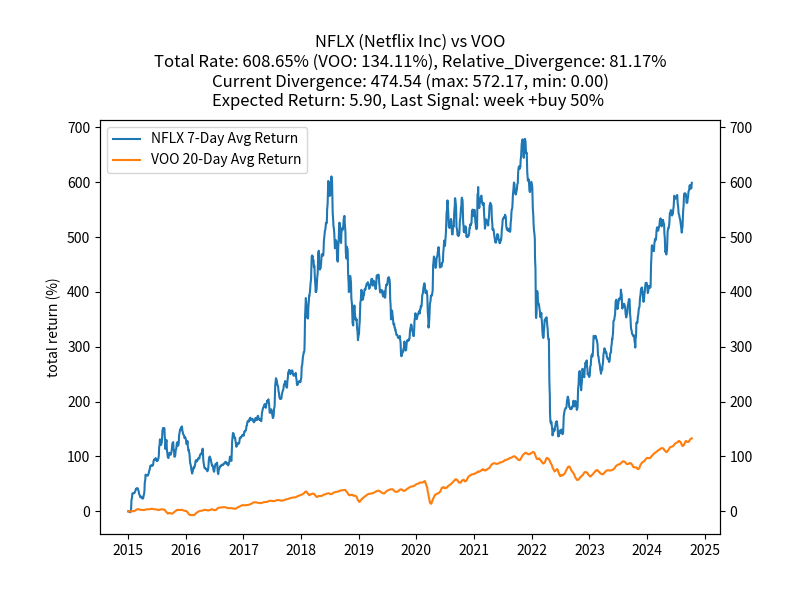 NFLX (Netflix Inc) vs VOO
Total Rate: 608.65% (VOO: 134.11%), Relative_Divergence: 81.17%
Current Divergence: 474.54 (max: 572.17, min: 0.00)
Expected Return: 5.90, Last Signal: week +buy 50%
NFLX 7-Day Avg Return
VOO 20-Day Avg Return
total return (%)
700
600
500
400
300
200
100
0
700
600
500
400
300
200
100
0
2015 2016 2017 2018 2019 2020 2021 2022 2023 2024 2025